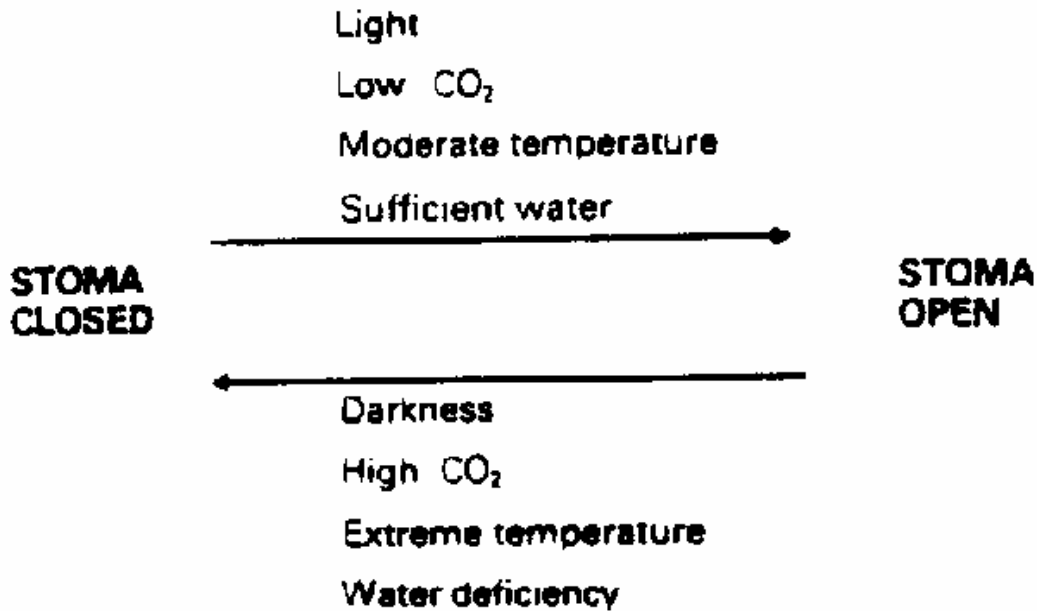 Light
Low CO₂
Moderate temperature
Sufficient water
STOMA
CLOSED
STOMA
OPEN
Darkness
High CO₂
Extreme temperature
Water deficiency